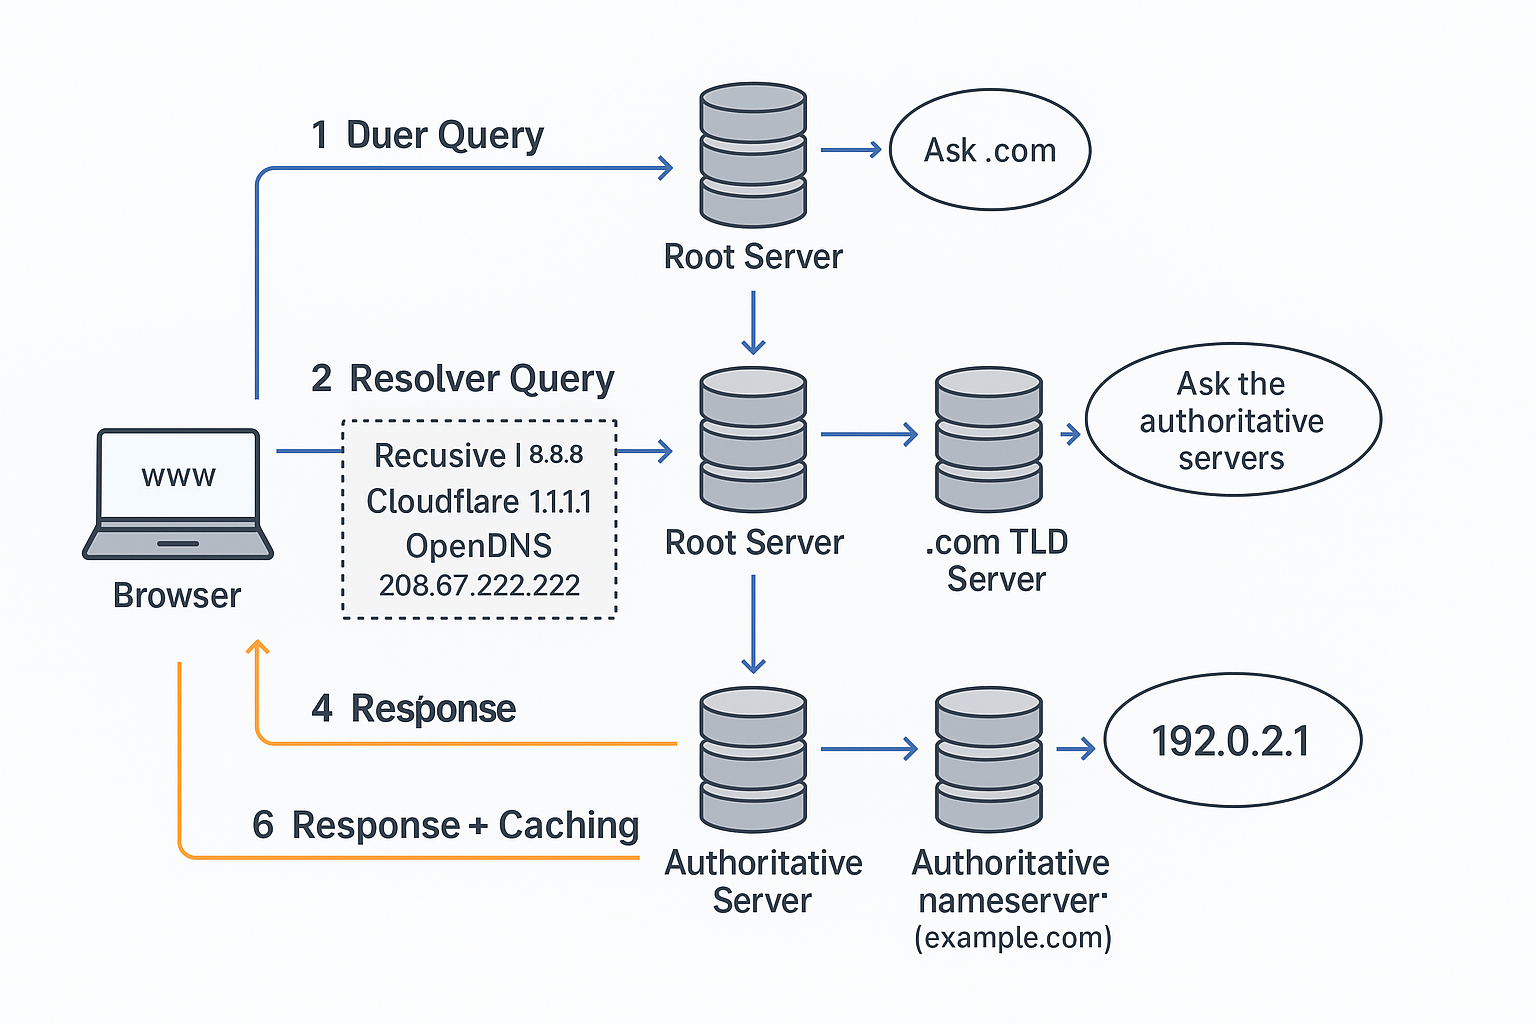 1 Duer Query
Ask .com
Root Server
2 Resolver Query
Recusive | 8.8.8
Cloudflare 1.1.1.1
OpenDNS
208.67.222.222
www
Browser
Root Server
.com TLD
Server
Ask the
authoritative
servers
4 Response
6 Response + Caching
Authoritative
Server
Authoritative
nameserver
(example.com)
192.0.2.1